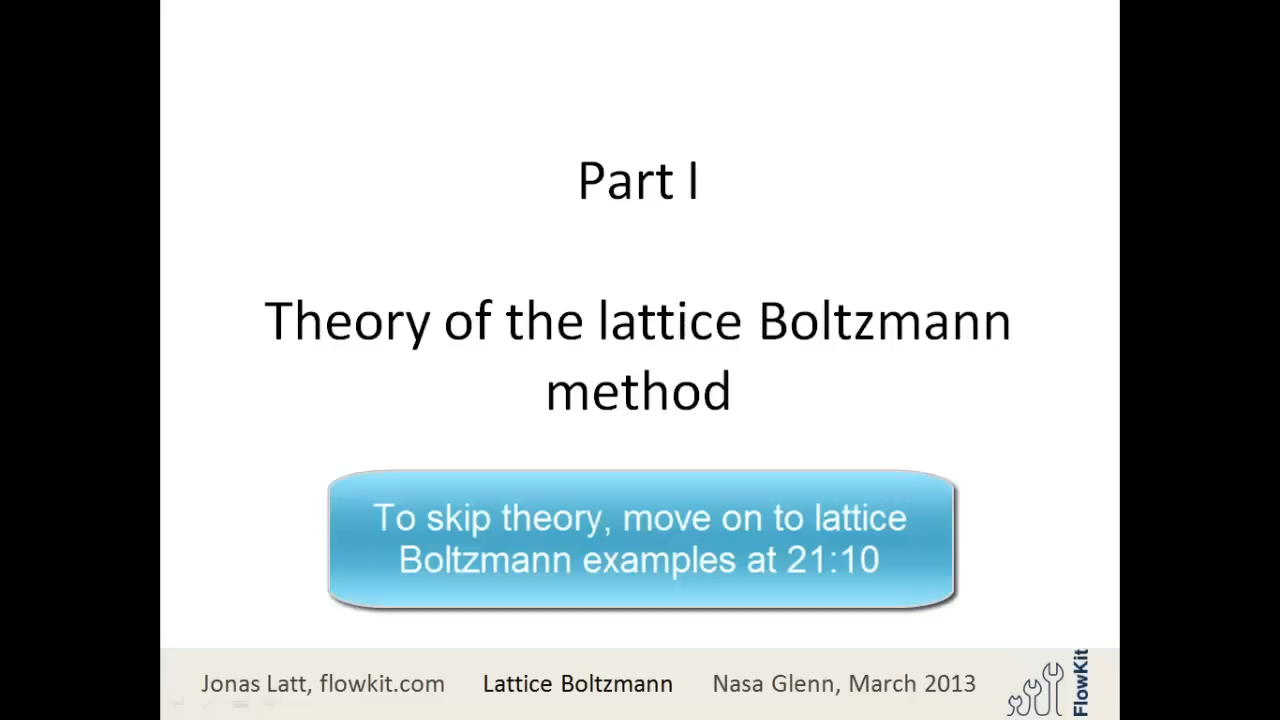 Part I
Theory of the lattice Boltzmann
method
To skip theory, move on to lattice
Boltzmann examples at 21:10
Jonas Latt, flowkit.com Lattice Boltzmann Nasa Glenn, March 2013
FlowKit